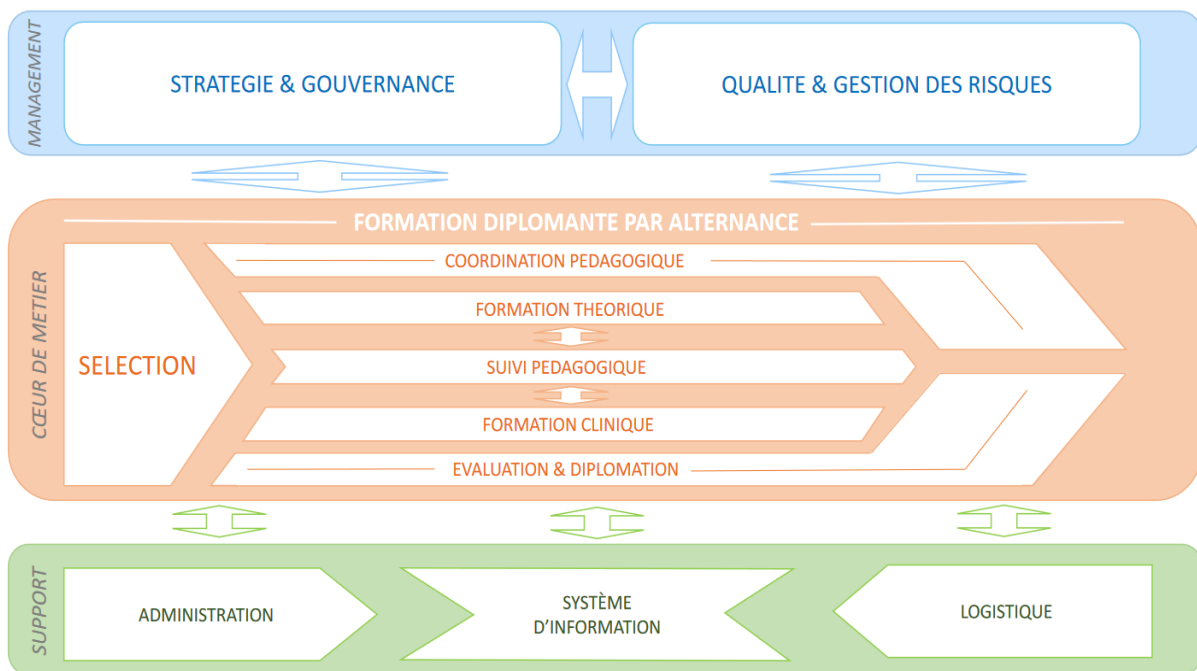 MANAGEMENT
STRATEGIE & GOUVERNANCE
QUALITE & GESTION DES RISQUES
CŒUR DE METIER
FORMATION DIPLOMANTE PAR ALTERNANCE
SELECTION
COORDINATION PEDAGOGIQUE
FORMATION THEORIQUE
SUIVI PEDAGOGIQUE
FORMATION CLINIQUE
EVALUATION & DIPLOMATION
SUPPORT
ADMINISTRATION
SYSTÈME
D’INFORMATION
LOGISTIQUE